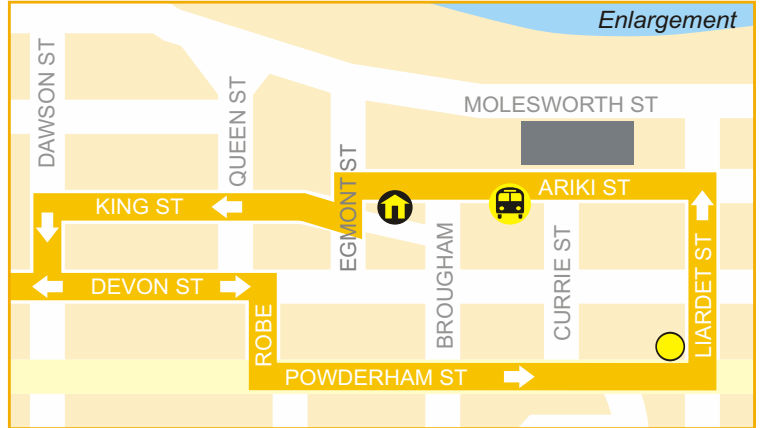 Enlargement
DAWSON ST
QUEEN ST
MOLESWORTH ST
EGMONT ST
ARIKI ST
KING ST
BROUGHAM
CURRIE ST
LIARDET ST
DEVON ST
ROBE
POWDERHAM ST